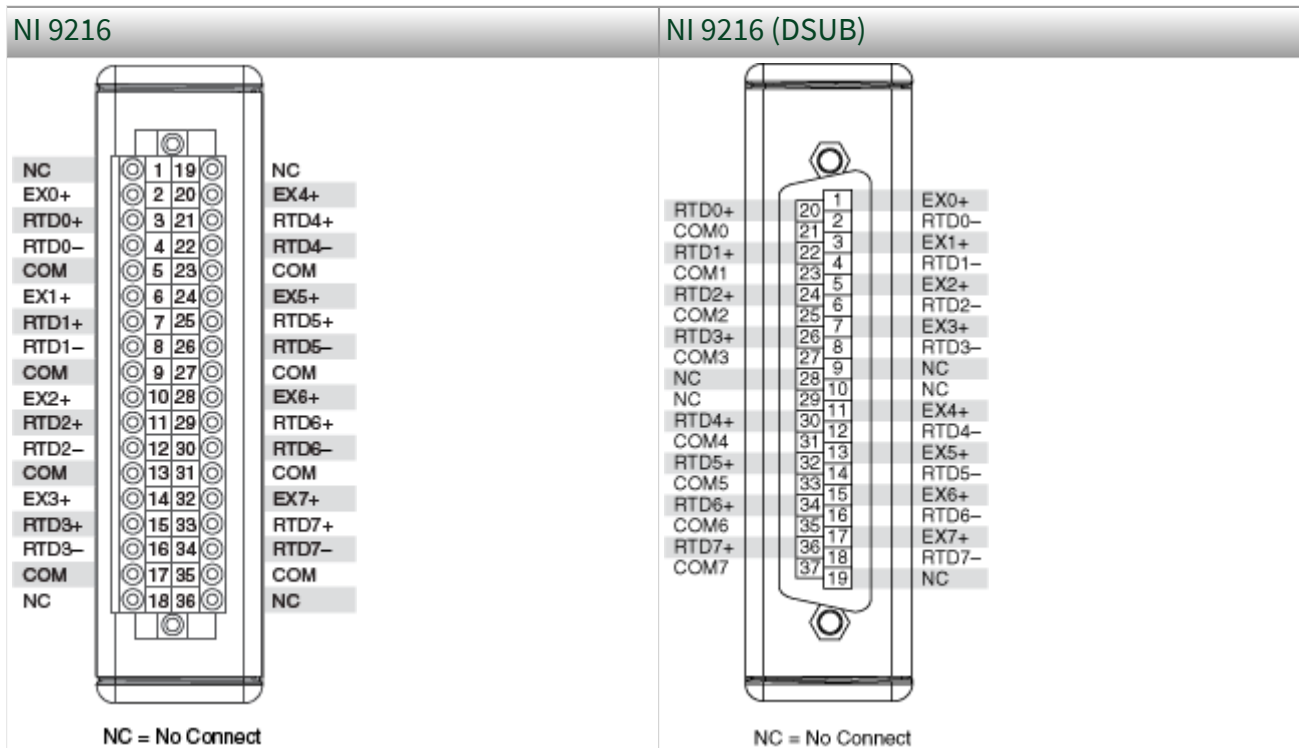 NI 9216
NI 9216 (DSUB)
NC 1 19 NC
EX0+ 2 20 EX4+
RTD0+ 3 21 RTD4+
RTD0– 4 22 RTD4–
COM 5 23 COM
EX1+ 6 24 EX5+
RTD1+ 7 25 RTD5+
RTD1– 8 26 RTD5–
COM 9 27 COM
EX2+ 10 28 EX6+
RTD2+ 11 29 RTD6+
RTD2– 12 30 RTD6–
COM 13 31 COM
EX3+ 14 32 EX7+
RTD3+ 15 33 RTD7+
RTD3– 16 34 RTD7–
COM 17 35 COM
NC 18 36 NC
NC = No Connect
1 EX0+
RTD0+ 20
2 RTD0–
COM0 21
3 EX1+
RTD1+ 22
4 RTD1–
COM1 23
5 EX2+
RTD2+ 24
6 RTD2–
COM2 25
7 EX3+
RTD3+ 26
8 RTD3–
COM3 27
9 NC
NC 28
10 NC
NC 29
11 EX4+
RTD4+ 30
12 RTD4–
COM4 31
13 EX5+
RTD5+ 32
14 RTD5–
COM5 33
15 EX6+
RTD6+ 34
16 RTD6–
COM6 35
17 EX7+
RTD7+ 36
18 RTD7–
COM7 37
19 NC
NC = No Connect